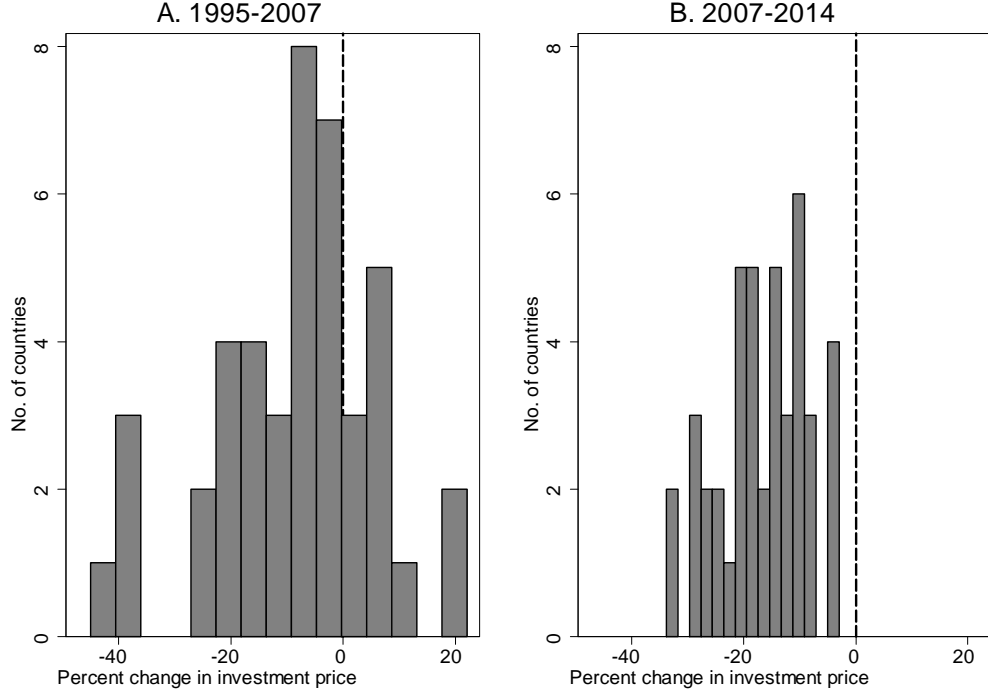 A. 1995-2007
No. of countries
8
6
4
2
0
-40 -20 0 20
Percent change in investment price
B. 2007-2014
No. of countries
8
6
4
2
0
-40 -20 0 20
Percent change in investment price